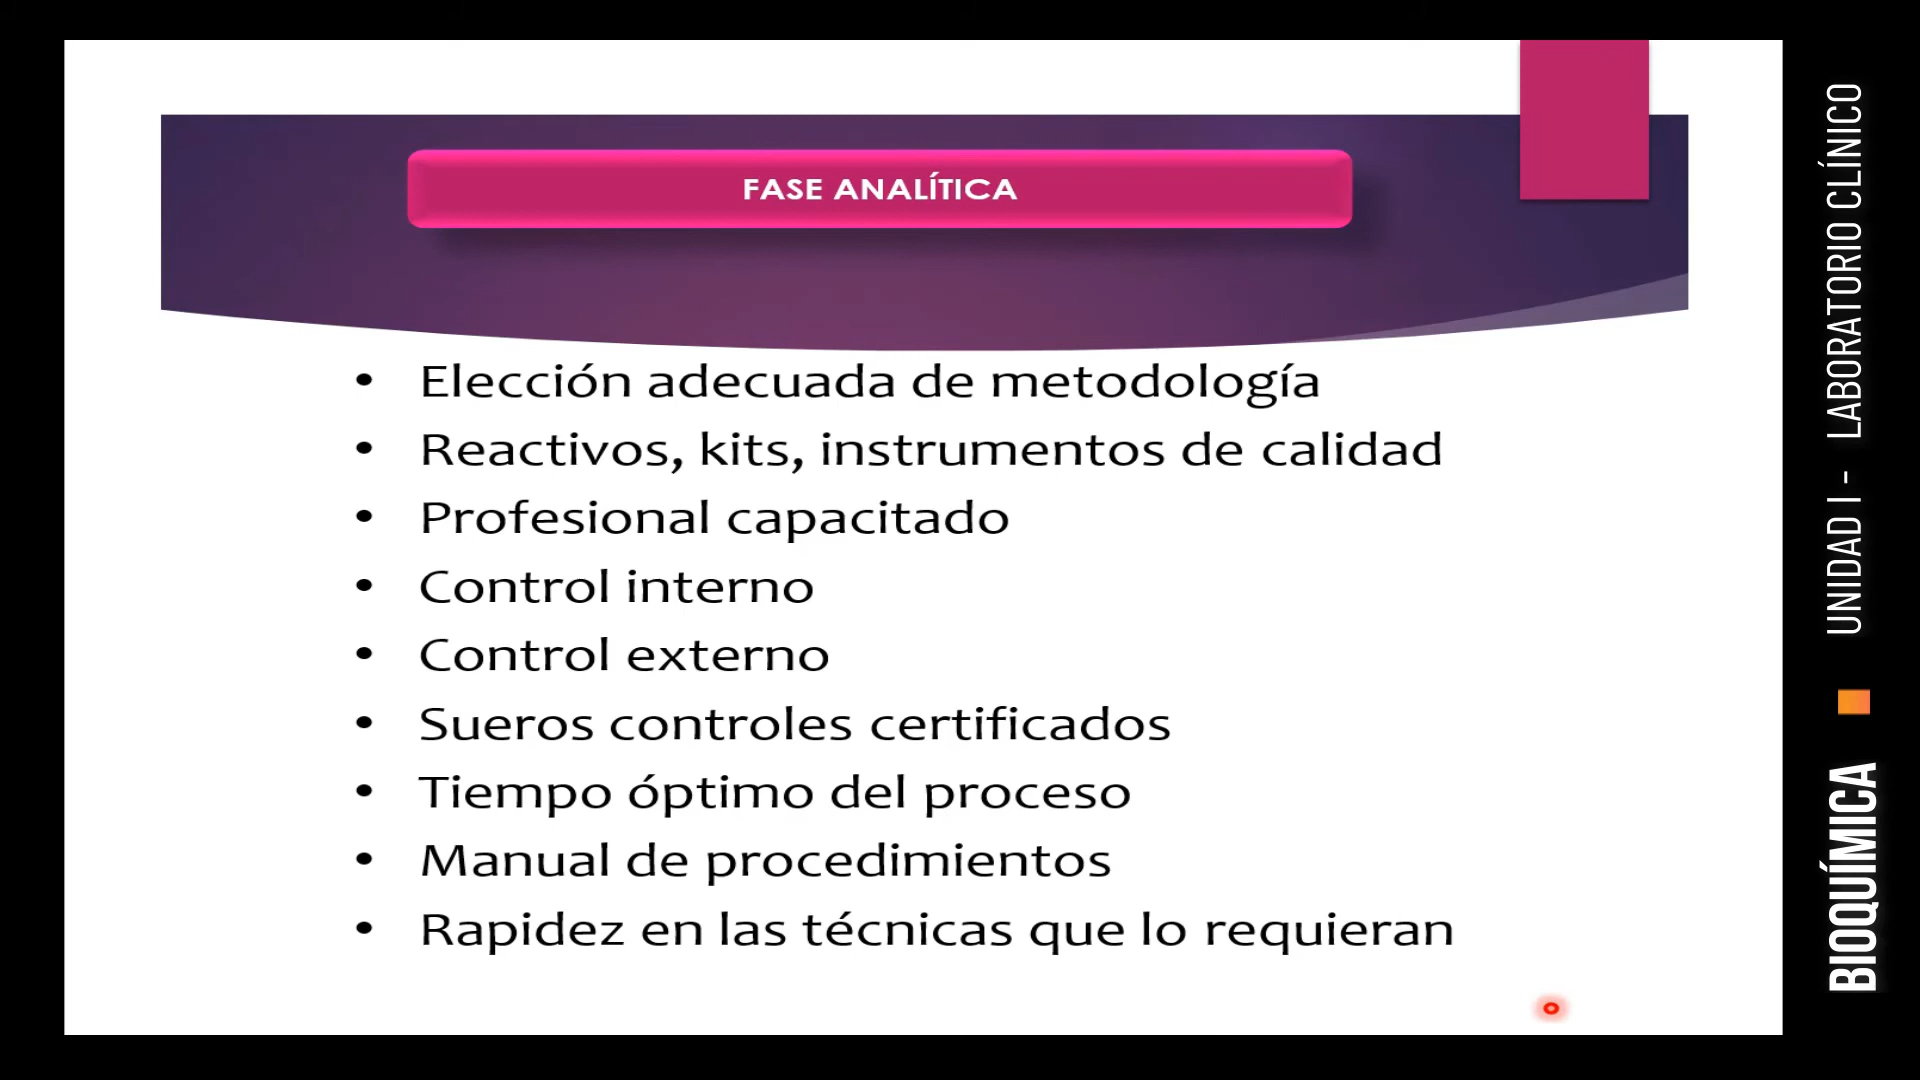 FASE ANALÍTICA
• Elección adecuada de metodología
• Reactivos, kits, instrumentos de calidad
• Profesional capacitado
• Control interno
• Control externo
• Sueros controles certificados
• Tiempo óptimo del proceso
• Manual de procedimientos
• Rapidez en las técnicas que lo requieran
BIOQUÍMICA ■ UNIDAD I - LABORATORIO CLÍNICO